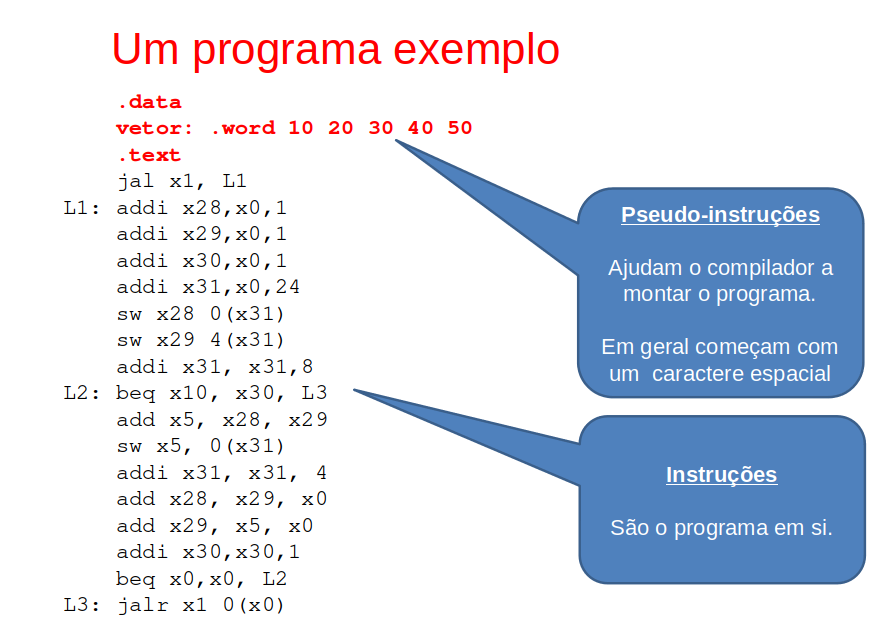 Um programa exemplo
.data
vetor: .word 10 20 30 40 50
.text
jal x1, L1
L1: addi x28,x0,1
addi x29,x0,1
addi x30,x0,1
addi x31,x0,24
sw x28 0(x31)
sw x29 4(x31)
addi x31, x31,8
L2: beq x10, x30, L3
add x5, x28, x29
sw x5, 0(x31)
addi x31, x31, 4
add x28, x29, x0
add x29, x5, x0
addi x30,x30,1
beq x0,x0, L2
L3: jalr x1 0(x0)
Pseudo-instruções
Ajudam o compilador a
montar o programa.
Em geral começam com
um caractere espacial
Instruções
São o programa em si.